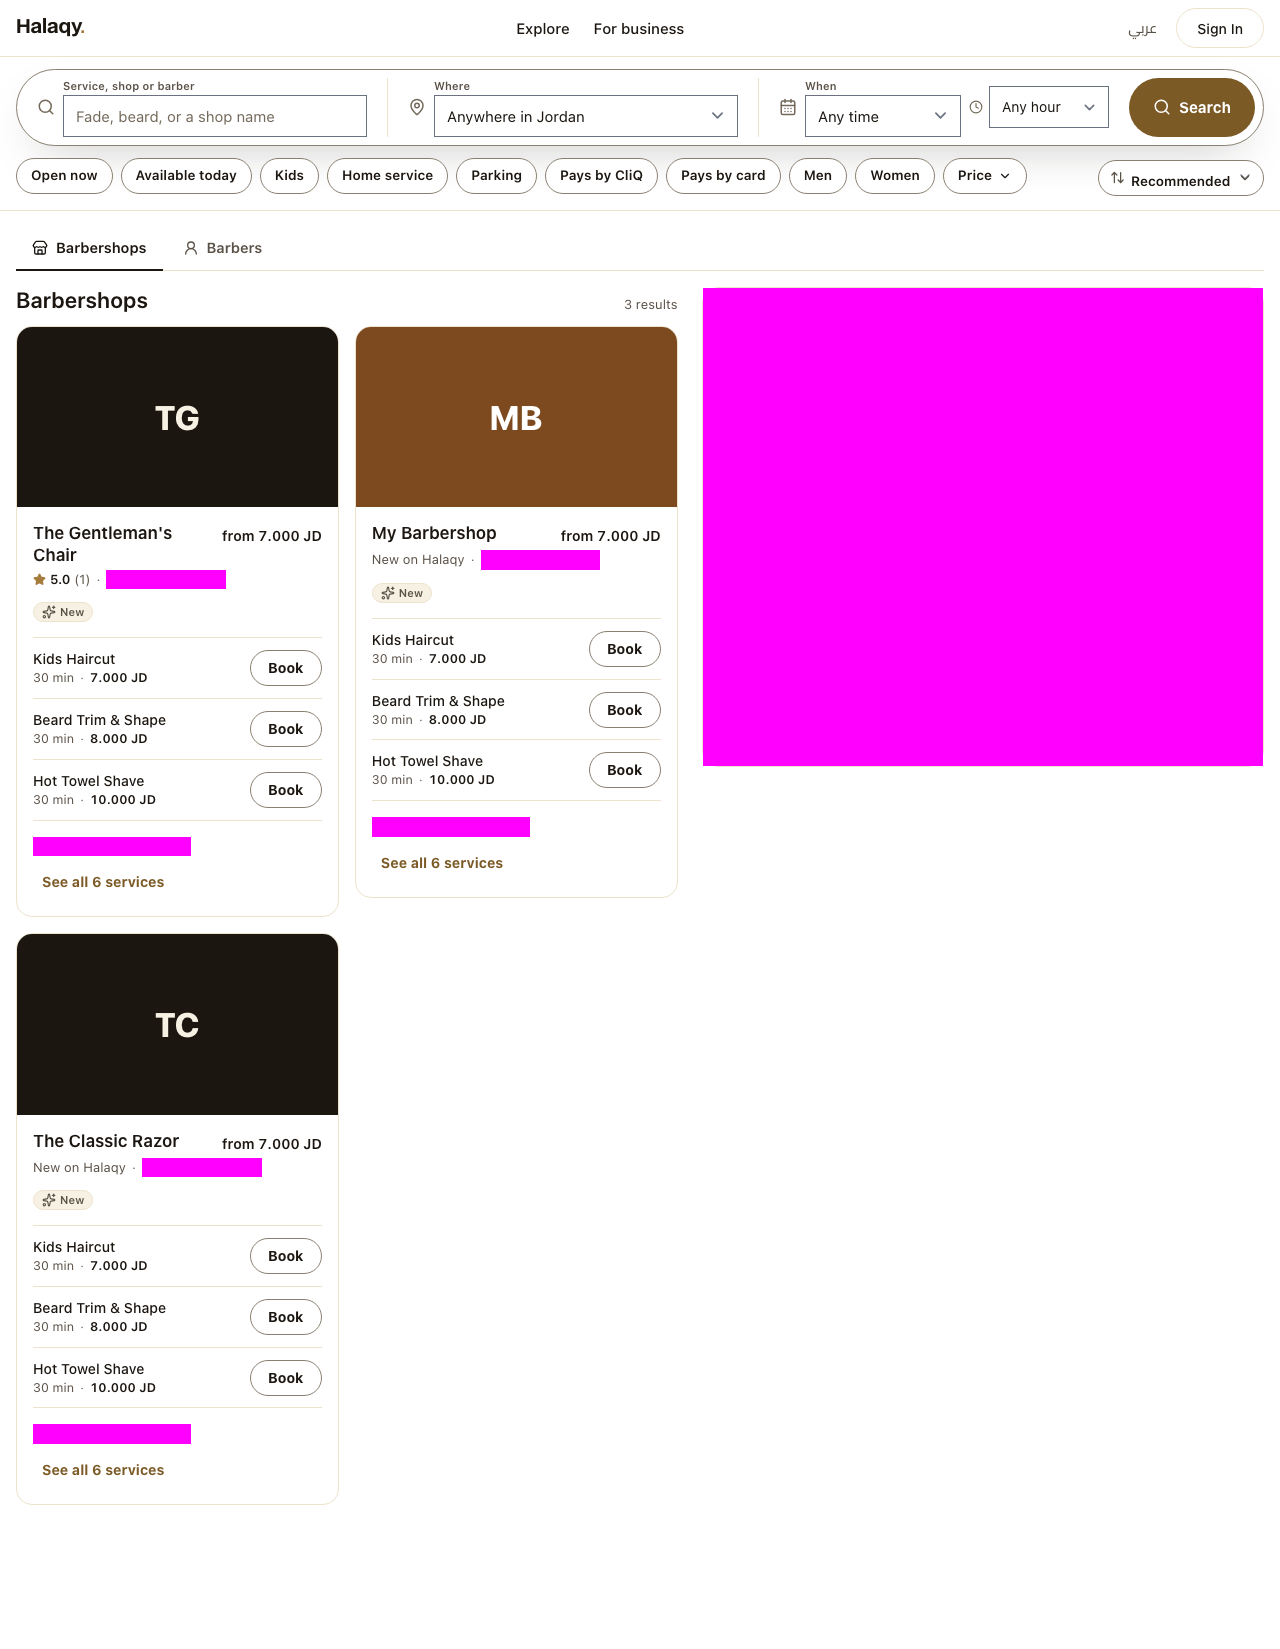 Halaqy.
Explore
For business
عربي
Sign In
Service, shop or barber
Fade, beard, or a shop name
Where
Anywhere in Jordan
When
Any time
Any hour
Search
Open now
Available today
Kids
Home service
Parking
Pays by CliQ
Pays by card
Men
Women
Price
Recommended
Barbershops
Barbers
Barbershops
3 results
TG
The Gentleman's
Chair
from 7.000 JD
5.0 (1) ·
New
Kids Haircut
30 min · 7.000 JD
Book
Beard Trim & Shape
30 min · 8.000 JD
Book
Hot Towel Shave
30 min · 10.000 JD
Book
See all 6 services
MB
My Barbershop
from 7.000 JD
New on Halaqy ·
New
Kids Haircut
30 min · 7.000 JD
Book
Beard Trim & Shape
30 min · 8.000 JD
Book
Hot Towel Shave
30 min · 10.000 JD
Book
See all 6 services
TC
The Classic Razor
from 7.000 JD
New on Halaqy ·
New
Kids Haircut
30 min · 7.000 JD
Book
Beard Trim & Shape
30 min · 8.000 JD
Book
Hot Towel Shave
30 min · 10.000 JD
Book
See all 6 services